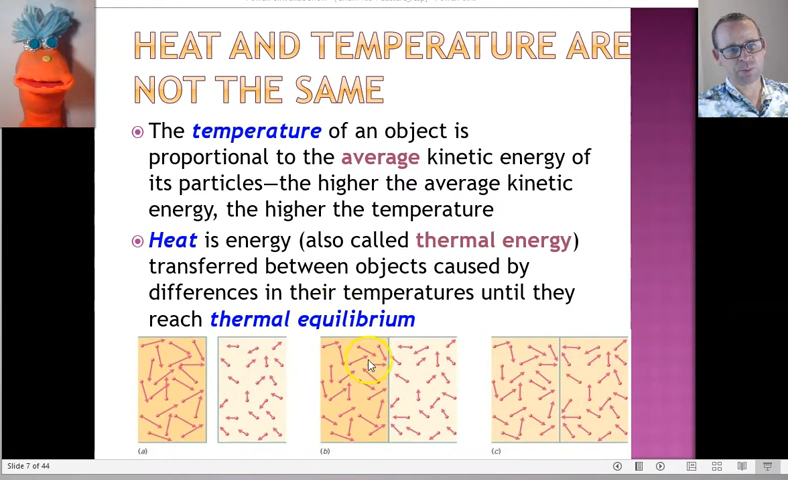 HEAT AND TEMPERATURE ARE
NOT THE SAME
The temperature of an object is
proportional to the average kinetic energy of
its particles—the higher the average kinetic
energy, the higher the temperature
Heat is energy (also called thermal energy)
transferred between objects caused by
differences in their temperatures until they
reach thermal equilibrium
(a)
(b)
(c)
Slide 7 of 44